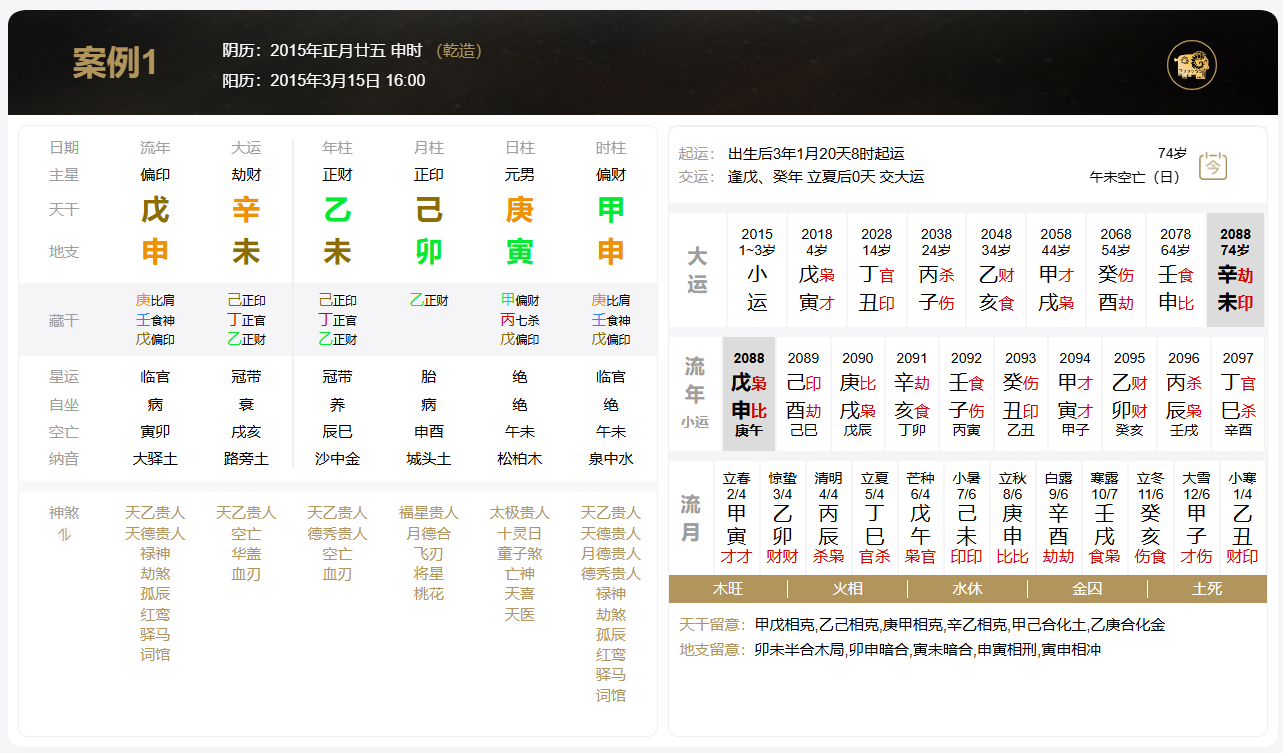 案例1
阴历：2015年正月廿五 申时 （乾造）
阳历：2015年3月15日 16:00
日期 流年 大运 年柱 月柱 日柱 时柱
主星 偏印 劫财 正财 正印 元男 偏财
天干 戊 辛 乙 己 庚 甲
地支 申 未 未 卯 寅 申
藏干
庚比肩 己正印 己正印 乙正财 甲偏财 庚比肩
壬食神 丁正官 丁正官 丙七杀 壬食神
戊偏印 乙正财 乙正财 戊偏印 戊偏印
星运 临官 冠带 冠带 胎 绝 临官
自坐 病 衰 养 病 绝 绝
空亡 寅卯 戌亥 辰巳 申酉 午未 午未
纳音 大驿土 路旁土 沙中金 城头土 松柏木 泉中水
神煞 天乙贵人 天乙贵人 天乙贵人 福星贵人 太极贵人 天乙贵人
天德贵人 空亡 德秀贵人 月德合 十灵日 天德贵人
禄神 华盖 空亡 飞刃 童子煞 月德贵人
劫煞 血刃 血刃 将星 亡神 德秀贵人
孤辰 桃花 天喜 禄神
红鸾 天医 劫煞
驿马 孤辰
词馆 红鸾
驿马
词馆
起运： 出生后3年1月20天8时起运 74岁
今
交运： 逢戊、癸年 立夏后0天 交大运 午未空亡（日）
大运
2015 2018 2028 2038 2048 2058 2068 2078 2088
1~3岁 4岁 14岁 24岁 34岁 44岁 54岁 64岁 74岁
小 戊枭 丁官 丙杀 乙财 甲才 癸伤 壬食 辛劫
运 寅才 丑印 子伤 亥食 戌枭 酉劫 申比 未印
流年
小运
2088 2089 2090 2091 2092 2093 2094 2095 2096 2097
戊枭 己印 庚比 辛劫 壬食 癸伤 甲才 乙财 丙杀 丁官
申比 酉劫 戌枭 亥食 子伤 丑印 寅才 卯财 辰枭 巳杀
庚午 己巳 戊辰 丁卯 丙寅 乙丑 甲子 癸亥 壬戌 辛酉
流月
立春 惊蛰 清明 立夏 芒种 小暑 立秋 白露 寒露 立冬 大雪 小寒
2/4 3/4 4/4 5/4 6/4 7/6 8/6 9/6 10/7 11/6 12/6 1/4
甲 乙 丙 丁 戊 己 庚 辛 壬 癸 甲 乙
寅 卯 辰 巳 午 未 申 酉 戌 亥 子 丑
才才 财财 杀枭 官杀 枭官 印印 比比 劫劫 食枭 伤食 才伤 财印
木旺 火相 水休 金囚 土死
天干留意： 甲戊相克,乙己相克,庚甲相克,辛乙相克,甲己合化土,乙庚合化金
地支留意： 卯未半合木局,卯申暗合,寅未暗合,申寅相刑,寅申相冲